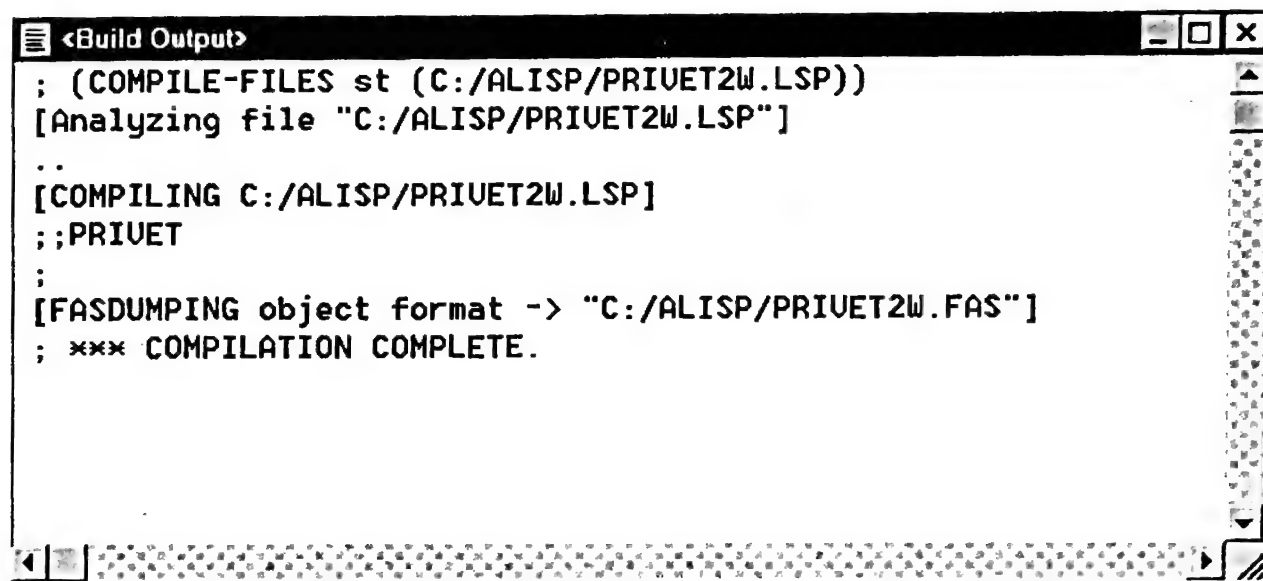 <Build Output>
; (COMPILE-FILES st (C:/ALISP/PRIVET2W.LSP))
[Analyzing file "C:/ALISP/PRIVET2W.LSP"]
..
[COMPILING C:/ALISP/PRIVET2W.LSP]
;;PRIVET
;
[FASDUMPING object format -> "C:/ALISP/PRIVET2W.FAS"]
; *** COMPILATION COMPLETE.